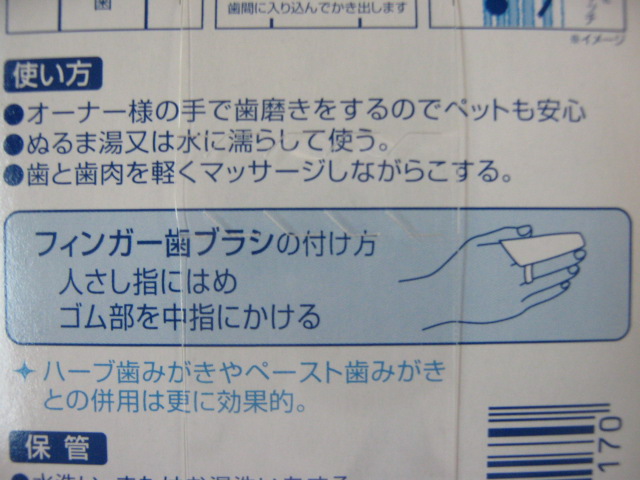 歯
歯間に入り込んでかき出します
ッチ
※イメージ
使い方
●オーナー様の手で歯磨きをするのでペットも安心
●ぬるま湯又は水に濡らして使う。
●歯と歯肉を軽くマッサージしながらこする。
フィンガー歯ブラシの付け方
人さし指にはめ
ゴム部を中指にかける
✦ハーブ歯みがきやペースト歯みがき
との併用は更に効果的。
保管
170